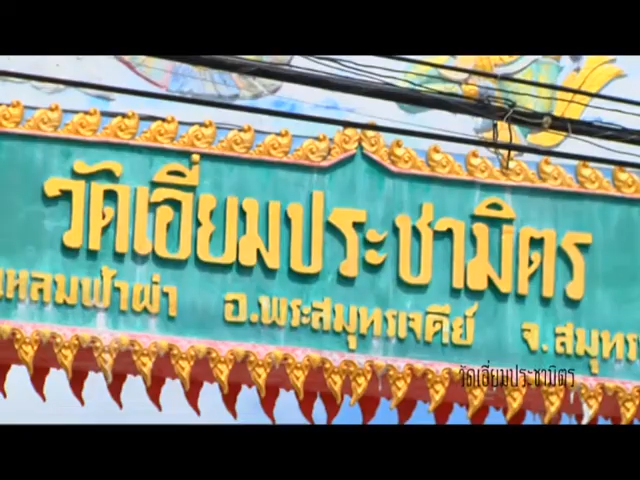 วัดเอี่ยมประชามิตร
แหลมฟ้าผ่า อ.พระสมุทรเจดีย์ จ.สมุทร
วัดเอี่ยมประชามิตร